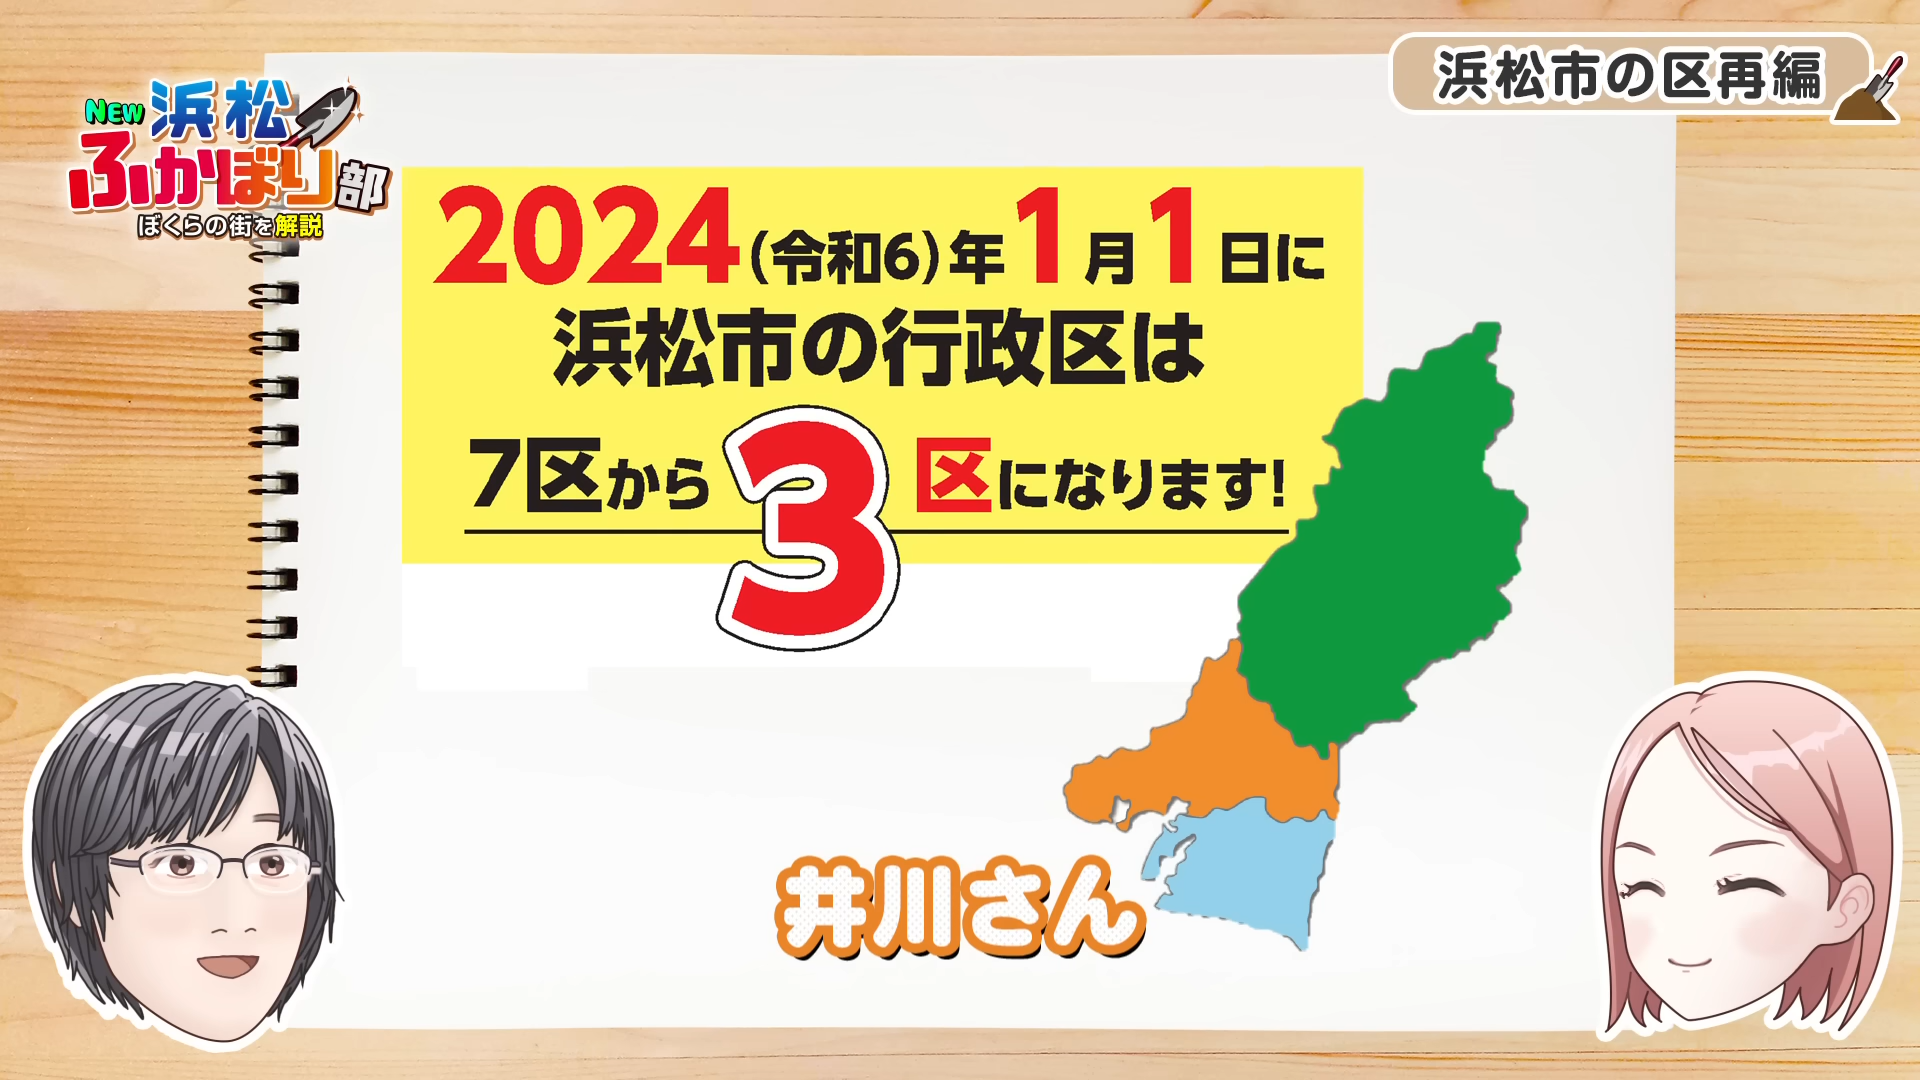 浜松市の区再編
NEW 浜松
ふかぼり部
ぼくらの街を解説
2024(令和6)年1月1日に
浜松市の行政区は
7区から3区になります!
井川さん